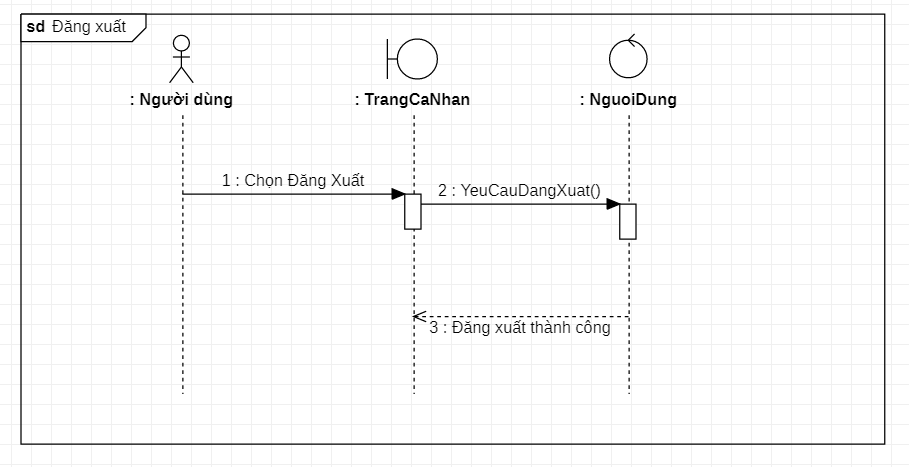 sd Đăng xuất
: Người dùng
: TrangCaNhan
: NguoiDung
1 : Chọn Đăng Xuất
2 : YeuCauDangXuat()
3 : Đăng xuất thành công